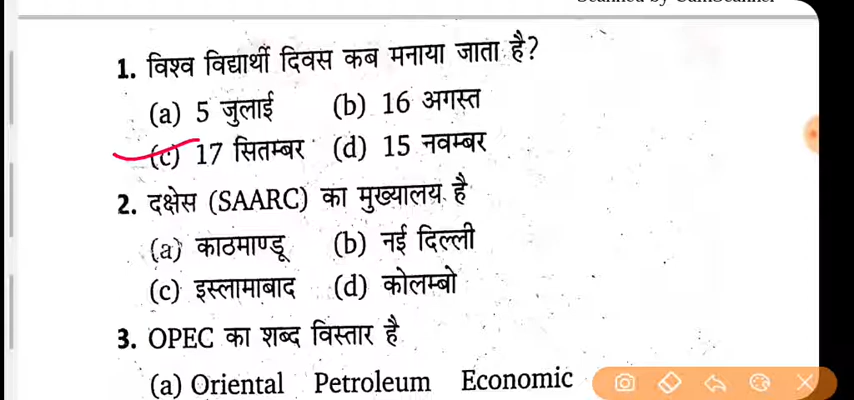 1. विश्व विद्यार्थी दिवस कब मनाया जाता है?
(a) 5 जुलाई (b) 16 अगस्त
(c) 17 सितम्बर (d) 15 नवम्बर
2. दक्षेस (SAARC) का मुख्यालय है
(a) काठमाण्डू (b) नई दिल्ली
(c) इस्लामाबाद (d) कोलम्बो
3. OPEC का शब्द विस्तार है
(a) Oriental Petroleum Economic